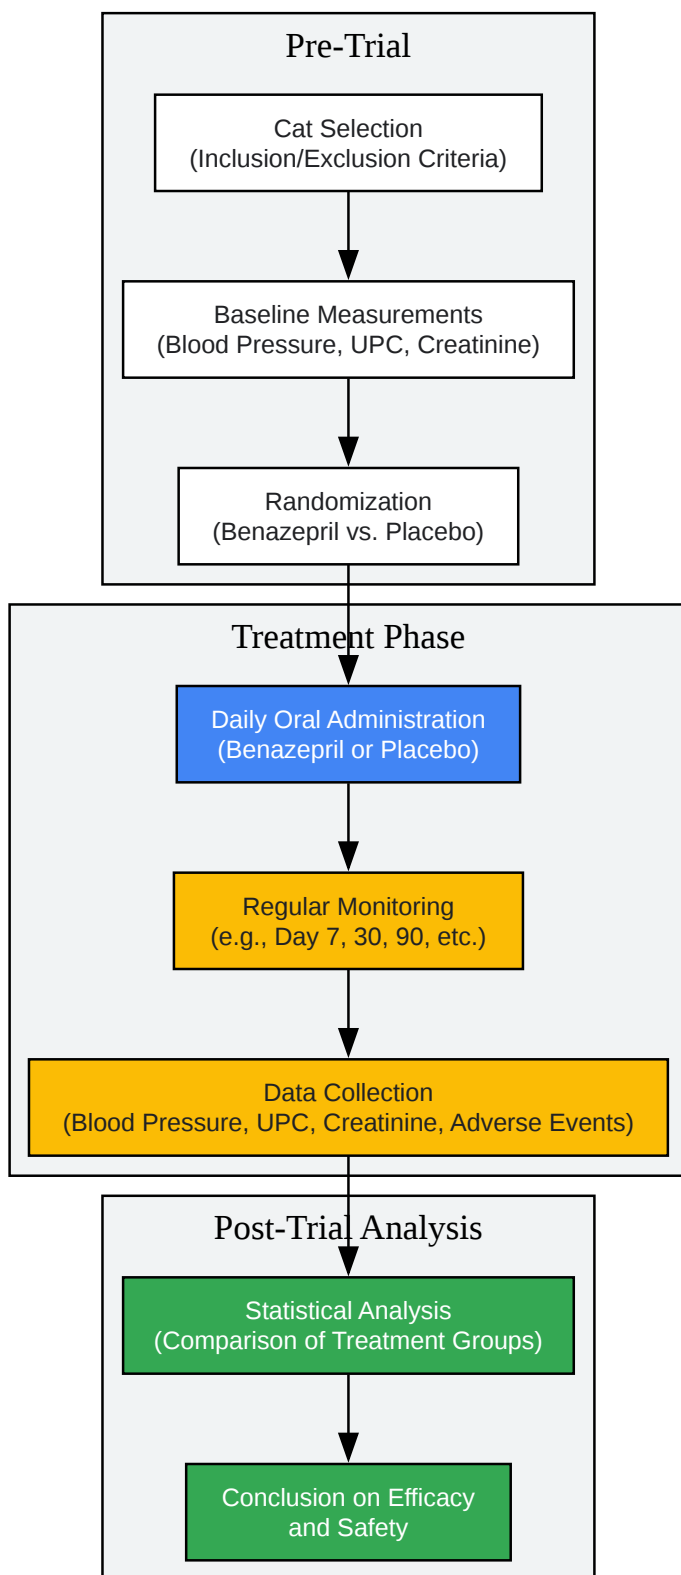 Pre-Trial
Cat Selection
(Inclusion/Exclusion Criteria)
Baseline Measurements
(Blood Pressure, UPC, Creatinine)
Randomization
(Benazepril vs. Placebo)
Treatment Phase
Daily Oral Administration
(Benazepril or Placebo)
Regular Monitoring
(e.g., Day 7, 30, 90, etc.)
Data Collection
(Blood Pressure, UPC, Creatinine, Adverse Events)
Post-Trial Analysis
Statistical Analysis
(Comparison of Treatment Groups)
Conclusion on Efficacy
and Safety